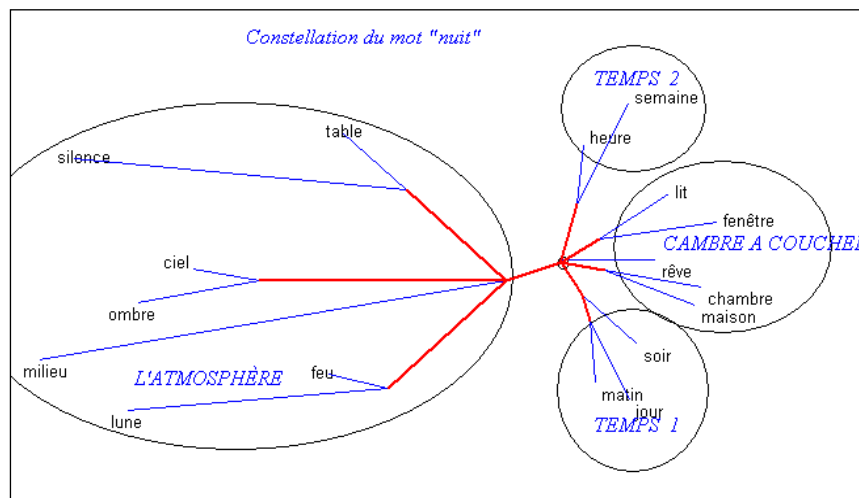 Constellation du mot "nuit"
TEMPS 2
semaine
heure
table
silence
lit
fenêtre
CAMBRE A COUCHER
ciel
rêve
ombre
chambre
maison
milieu
feu
L'ATMOSPHÈRE
lune
soir
matin
jour
TEMPS 1